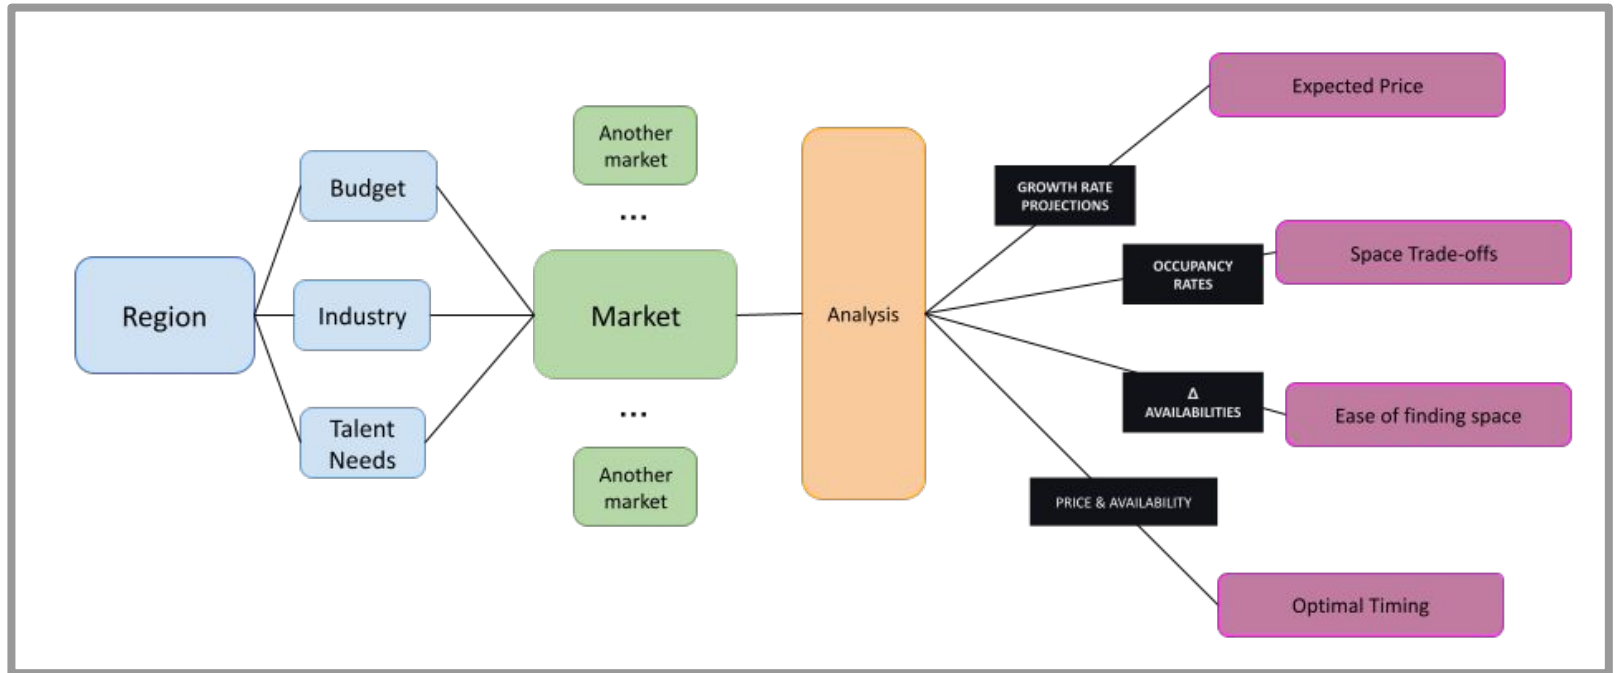 Region
Budget
Industry
Talent
Needs
Another
market
...
Market
...
Another
market
Analysis
GROWTH RATE
PROJECTIONS
OCCUPANCY
RATES
Δ
AVAILABILITIES
PRICE & AVAILABILITY
Expected Price
Space Trade-offs
Ease of finding space
Optimal Timing